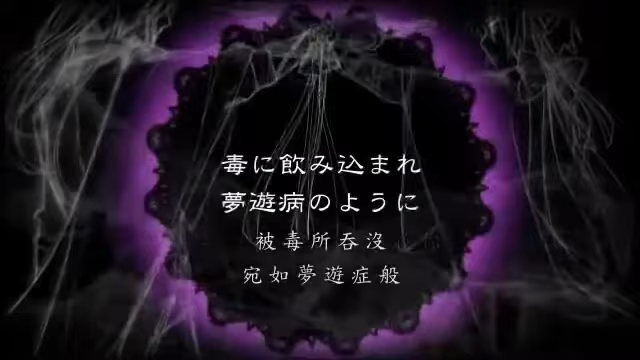 毒に飲み込まれ
夢遊病のように
被毒所吞沒
宛如夢遊症般